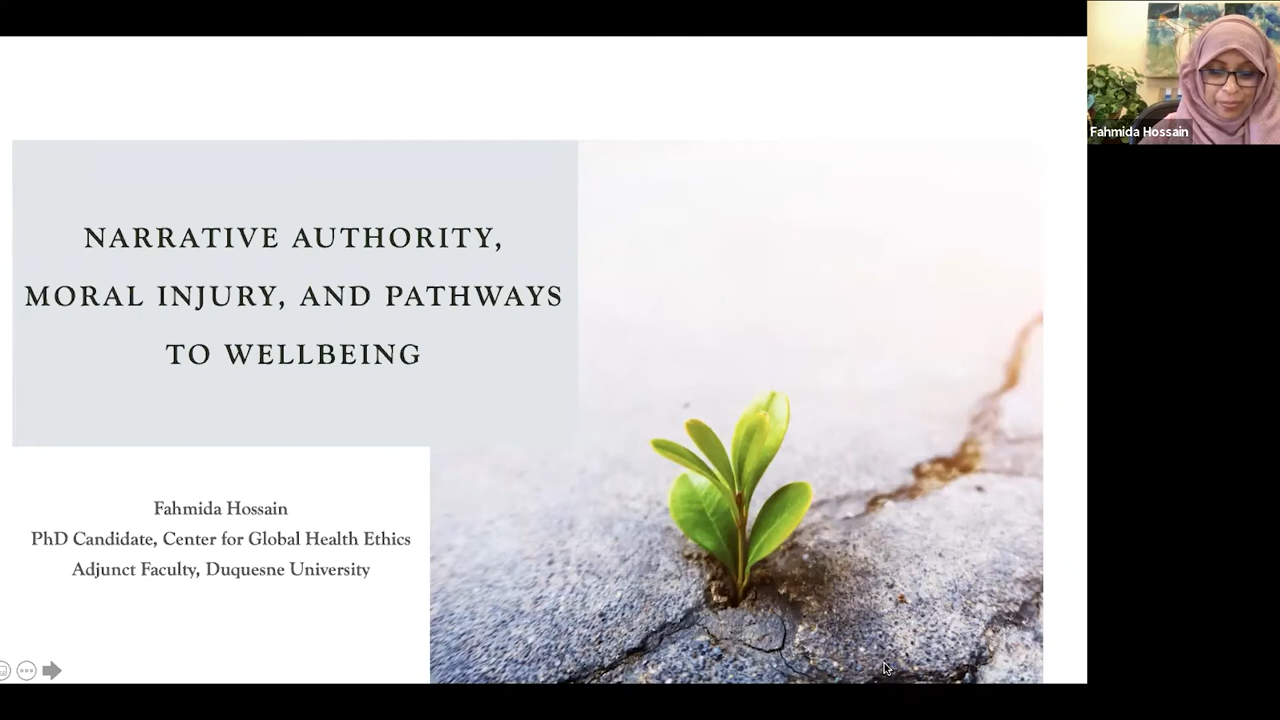 NARRATIVE AUTHORITY,
MORAL INJURY, AND PATHWAYS
TO WELLBEING
Fahmida Hossain
PhD Candidate, Center for Global Health Ethics
Adjunct Faculty, Duquesne University
Fahmida Hossain